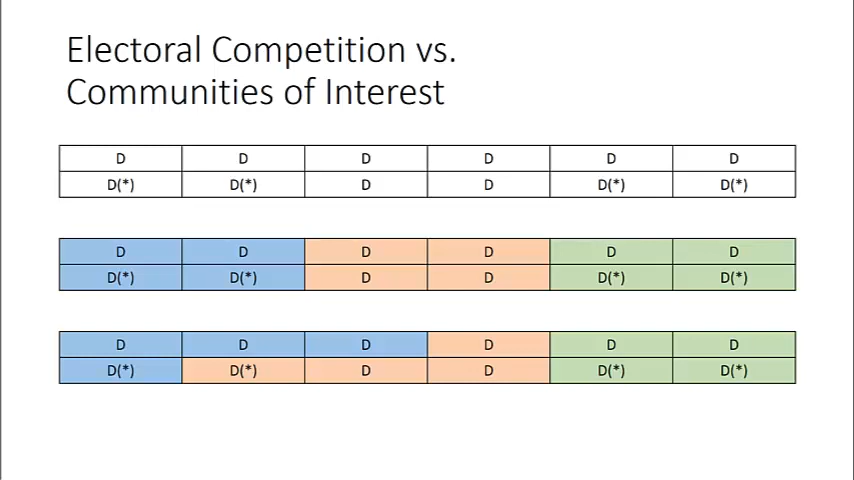 Electoral Competition vs.
Communities of Interest
D D D D D D
D(*) D(*) D D D(*) D(*)
D D D D D D
D(*) D(*) D D D(*) D(*)
D D D D D D
D(*) D(*) D D D(*) D(*)